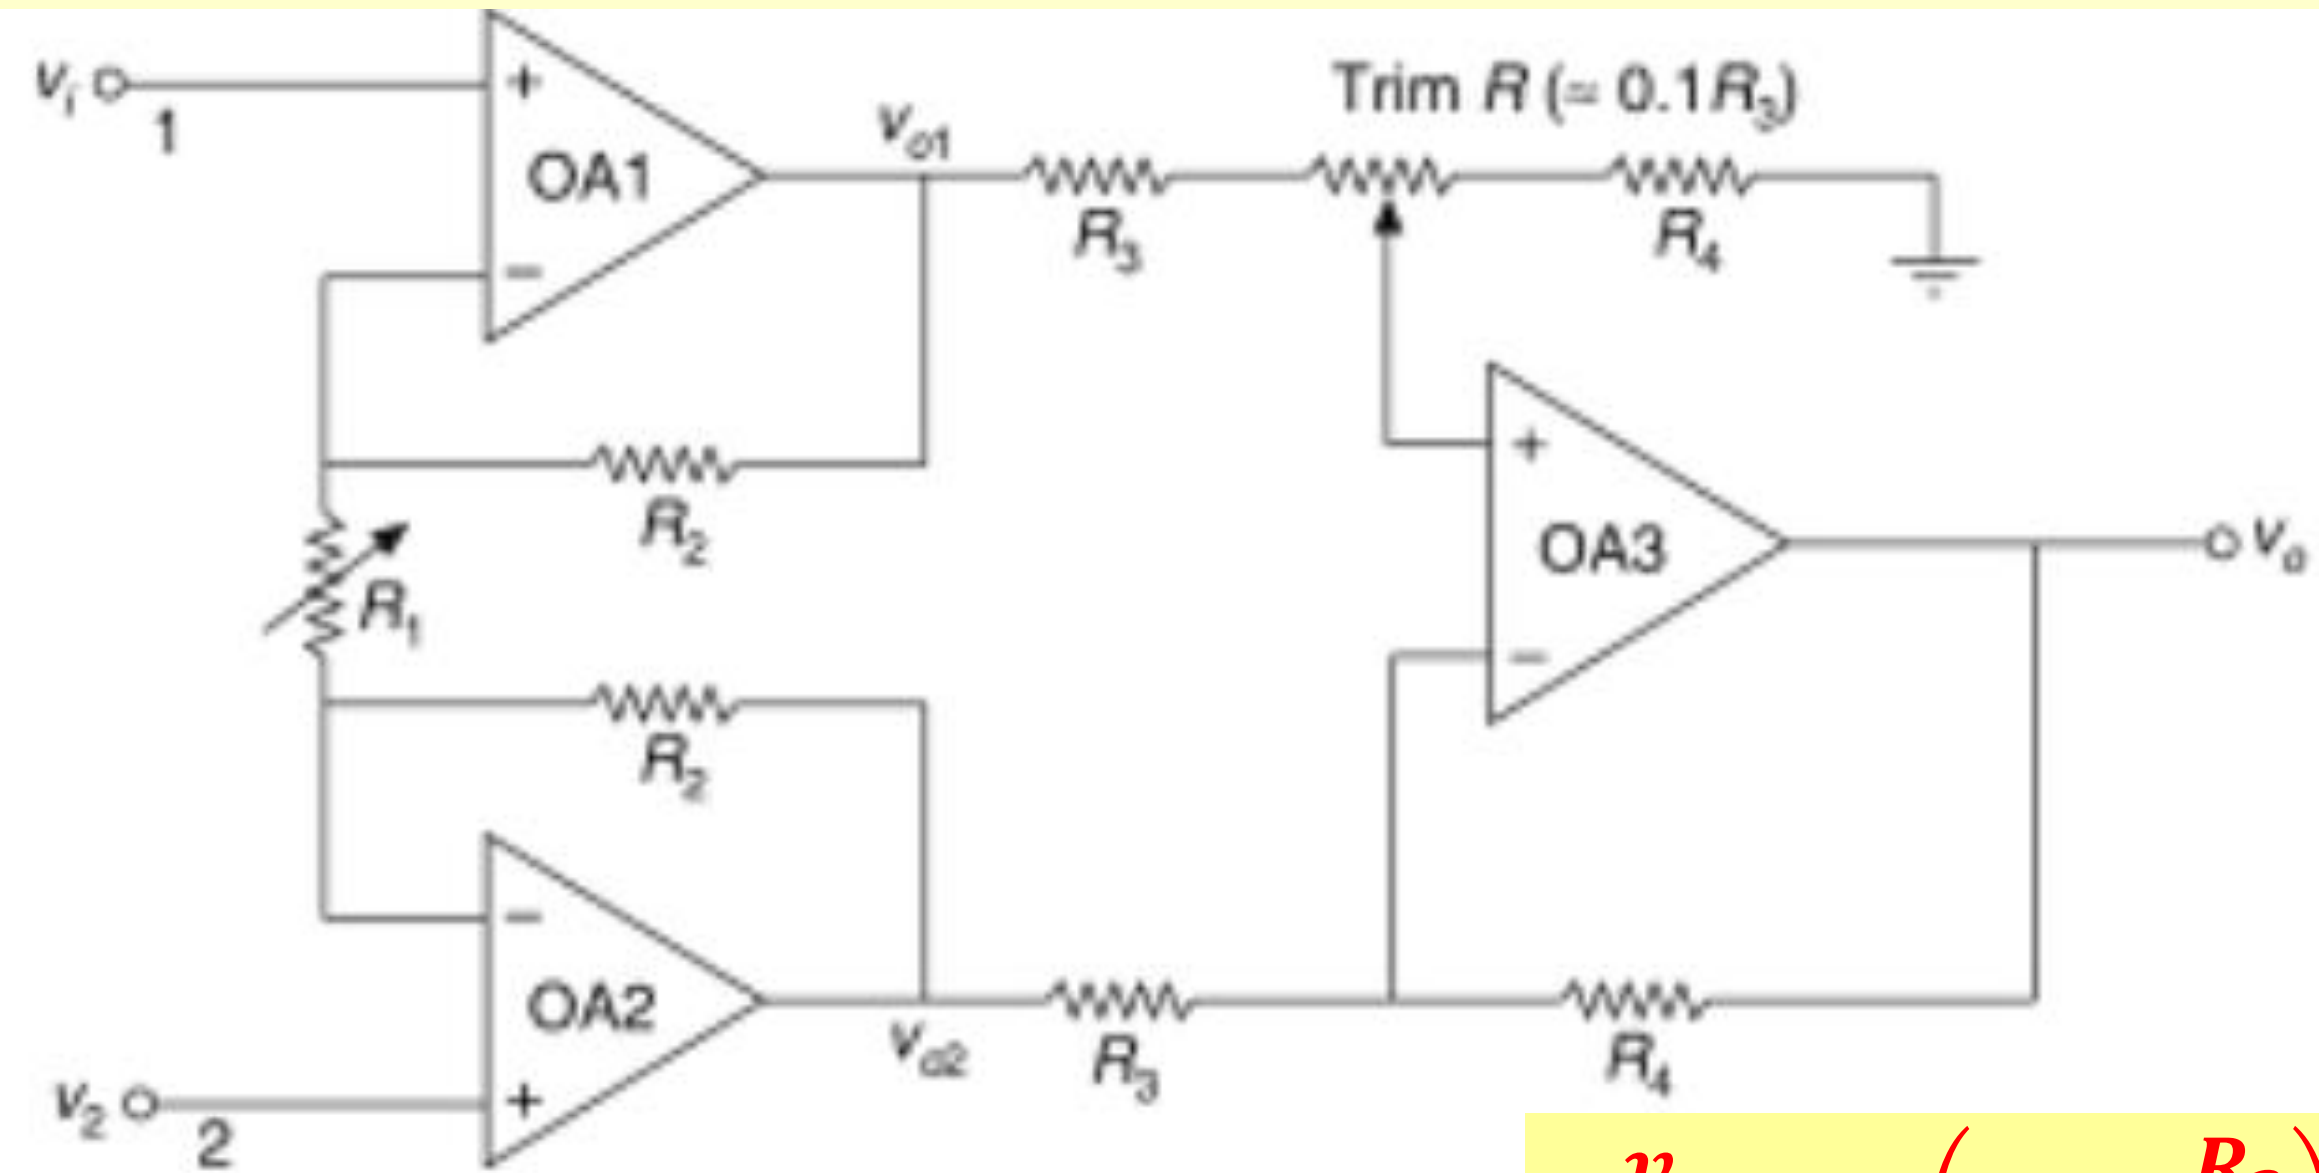 Trim R (≃ 0.1R₃)
vᵢ
1
+
OA1
−
vₒ₁
R₃
R₄
R₂
+
OA3
−
vₒ
R₁
R₂
−
OA2
+
vₒ₂
R₃
R₄
v₂
2